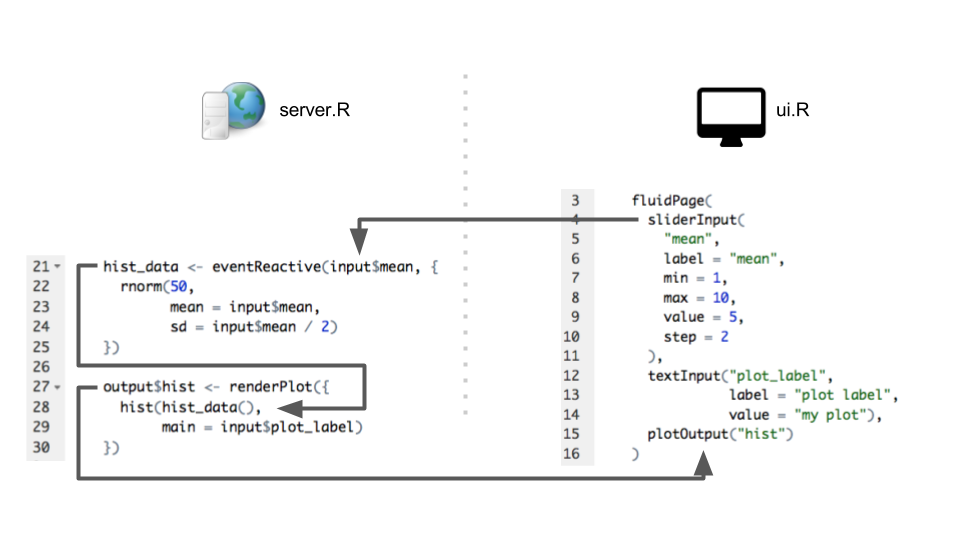 server.R
ui.R
21 hist_data <- eventReactive(input$mean, {
22 rnorm(50,
23 mean = input$mean,
24 sd = input$mean / 2)
25 })
26
27 output$hist <- renderPlot({
28 hist(hist_data(),
29 main = input$plot_label)
30 })
3 fluidPage(
4 sliderInput(
5 "mean",
6 label = "mean",
7 min = 1,
8 max = 10,
9 value = 5,
10 step = 2
11 ),
12 textInput("plot_label",
13 label = "plot label",
14 value = "my plot"),
15 plotOutput("hist")
16 )